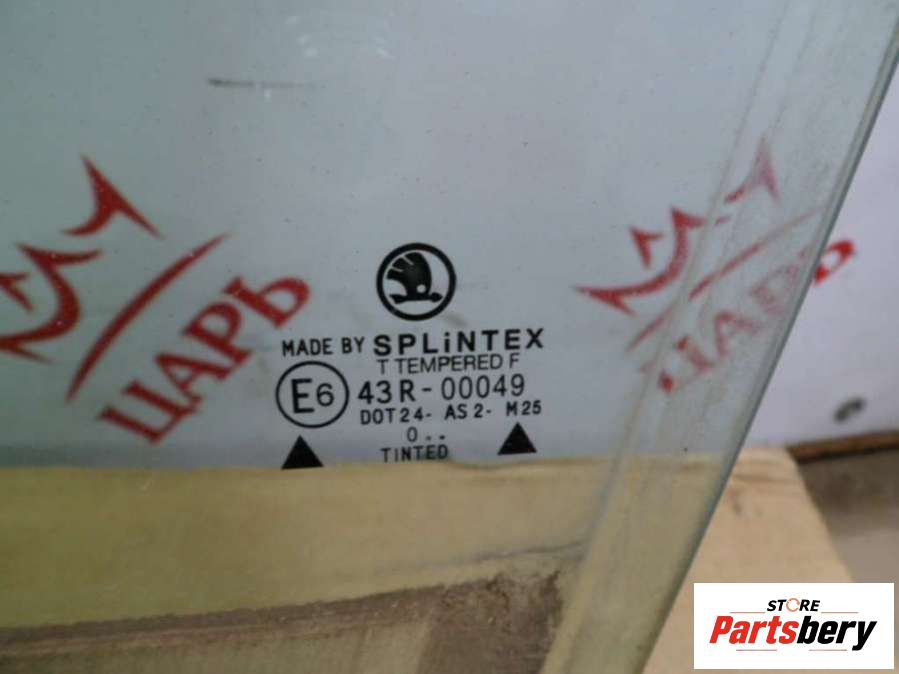 ЦАРЬ
ЦАРЬ
MADE BY SPLiNTEX
T TEMPERED F
E6 43R-00049
DOT24- AS2- M25
0..
TINTED
STORE
Partsbery